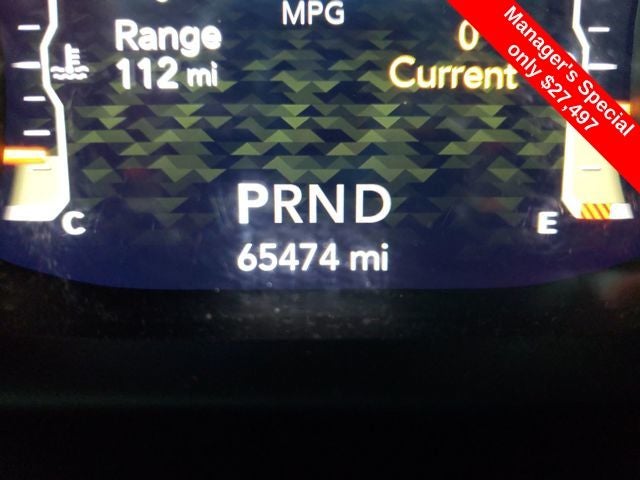 MPG
Range
112 mi
0
Current
Manager's Special
only $27,497
PRND
65474 mi
C
E